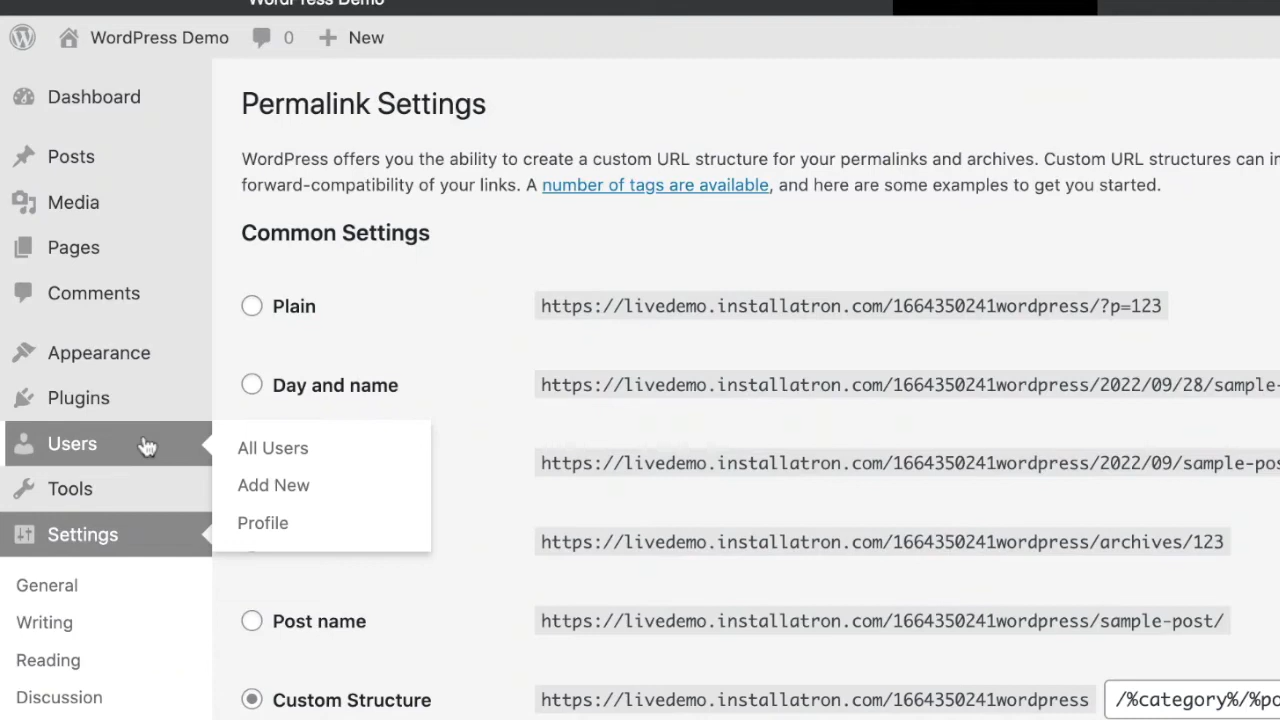 WordPress Demo
WordPress Demo 0 New
Dashboard
Posts
Media
Pages
Comments
Appearance
Plugins
Users
Tools
Settings
General
Writing
Reading
Discussion
All Users
Add New
Profile
Permalink Settings
WordPress offers you the ability to create a custom URL structure for your permalinks and archives. Custom URL structures can i
forward-compatibility of your links. A number of tags are available, and here are some examples to get you started.
Common Settings
Plain https://livedemo.installatron.com/1664350241wordpress/?p=123
Day and name https://livedemo.installatron.com/1664350241wordpress/2022/09/28/sample-
https://livedemo.installatron.com/1664350241wordpress/2022/09/sample-pos
https://livedemo.installatron.com/1664350241wordpress/archives/123
Post name https://livedemo.installatron.com/1664350241wordpress/sample-post/
Custom Structure https://livedemo.installatron.com/1664350241wordpress /%category%/%po